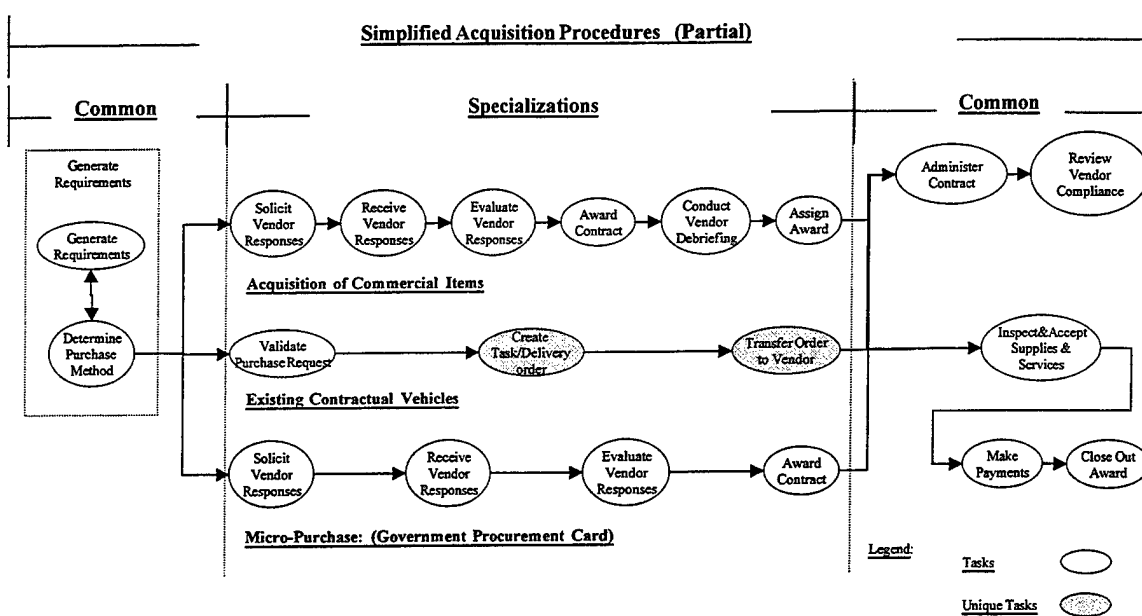 Simplified Acquisition Procedures (Partial)
Common
Specializations
Common
Generate
Requirements
Generate
Requirements
Determine
Purchase
Method
Solicit
Vendor
Responses
Receive
Vendor
Responses
Evaluate
Vendor
Responses
Award
Contract
Conduct
Vendor
Debriefing
Assign
Award
Acquisition of Commercial Items
Validate
Purchase Request
Create
Task/Delivery
order
Transfer Order
to Vendor
Existing Contractual Vehicles
Solicit
Vendor
Responses
Receive
Vendor
Responses
Evaluate
Vendor
Responses
Award
Contract
Micro-Purchase: (Government Procurement Card)
Administer
Contract
Review
Vendor
Compliance
Inspect&Accept
Supplies &
Services
Make
Payments
Close Out
Award
Legend:
Tasks
Unique Tasks